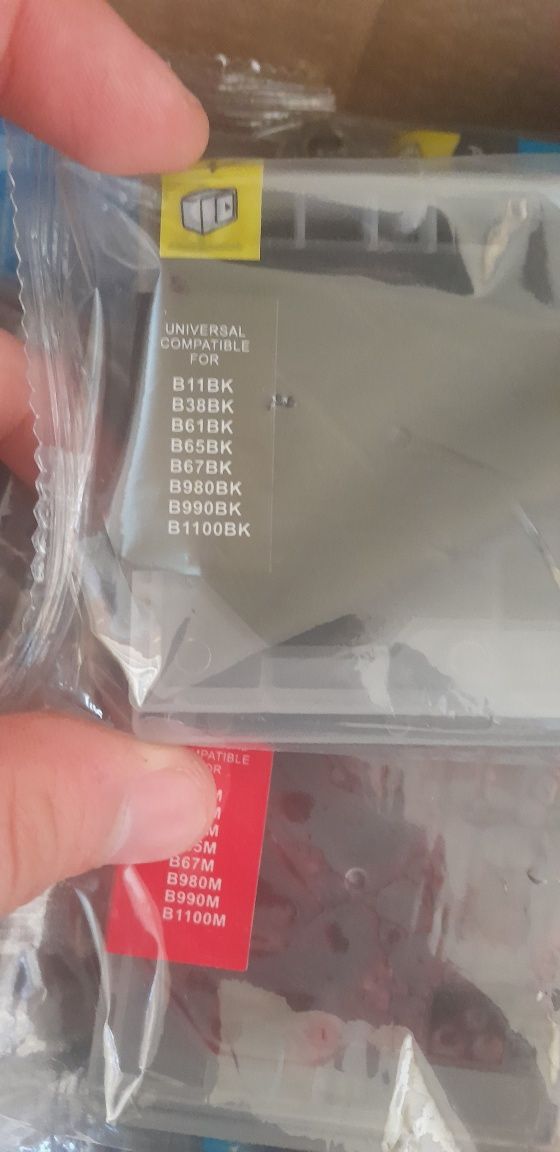 UNIVERSAL
COMPATIBLE
FOR
B11BK
B38BK
B61BK
B65BK
B67BK
B980BK
B990BK
B1100BK
B67M
B980M
B990M
B1100M